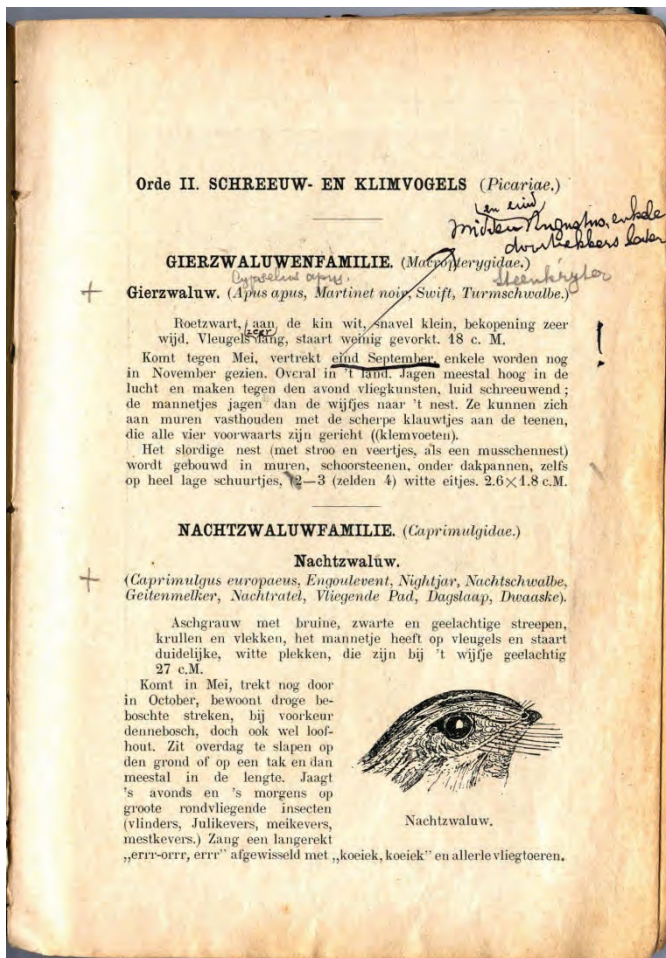 Orde II. SCHREEUW- EN KLIMVOGELS (Picariae.)
en eind
midden Augustus, enkele
doortrekkers later
GIERZWALUWENFAMILIE. (Macropterygidae.)
Cypselus apus.
+ Gierzwaluw. (Apus apus, Martinet noir, Swift, Turmschwalbe.)
Roetzwart, aan de kin wit, snavel klein, bekopening zeer
zeer
wijd. Vleugels lang, staart weinig gevorkt. 18 c. M.
!
Komt tegen Mei, vertrekt eind September, enkele worden nog
in November gezien. Overal in 't land. Jagen meestal hoog in de
lucht en maken tegen den avond vliegkunsten, luid schreeuwend;
de mannetjes jagen dan de wijfjes naar 't nest. Ze kunnen zich
aan muren vasthouden met de scherpe klauwtjes aan de teenen,
die alle vier voorwaarts zijn gericht ((klemvoeten).
Het slordige nest (met stroo en veertjes, als een musschennest)
wordt gebouwd in muren, schoorsteenen, onder dakpannen, zelfs
op heel lage schuurtjes, 2—3 (zelden 4) witte eitjes. 2.6×1.8 c.M.
NACHTZWALUWFAMILIE. (Caprimulgidae.)
Nachtzwaluw.
+
(Caprimulgus europaeus, Engoulevent, Nightjar, Nachtschwalbe,
Geitenmelker, Nachtratel, Vliegende Pad, Dagslaap, Dwaaske).
Aschgrauw met bruine, zwarte en geelachtige streepen,
krullen en vlekken, het mannetje heeft op vleugels en staart
duidelijke, witte plekken, die zijn bij 't wijfje geelachtig
27 c.M.
Komt in Mei, trekt nog door
in October, bewoont droge be-
boschte streken, bij voorkeur
dennebosch, doch ook wel loof-
hout. Zit overdag te slapen op
den grond of op een tak en dan
meestal in de lengte. Jaagt
's avonds en 's morgens op
groote rondvliegende insecten
(vlinders, Julikevers, meikevers,
mestkevers.) Zang een langerekt
„errr-orrr, errr" afgewisseld met „koeiek, koeiek" en allerle vliegtoeren.
Nachtzwaluw.